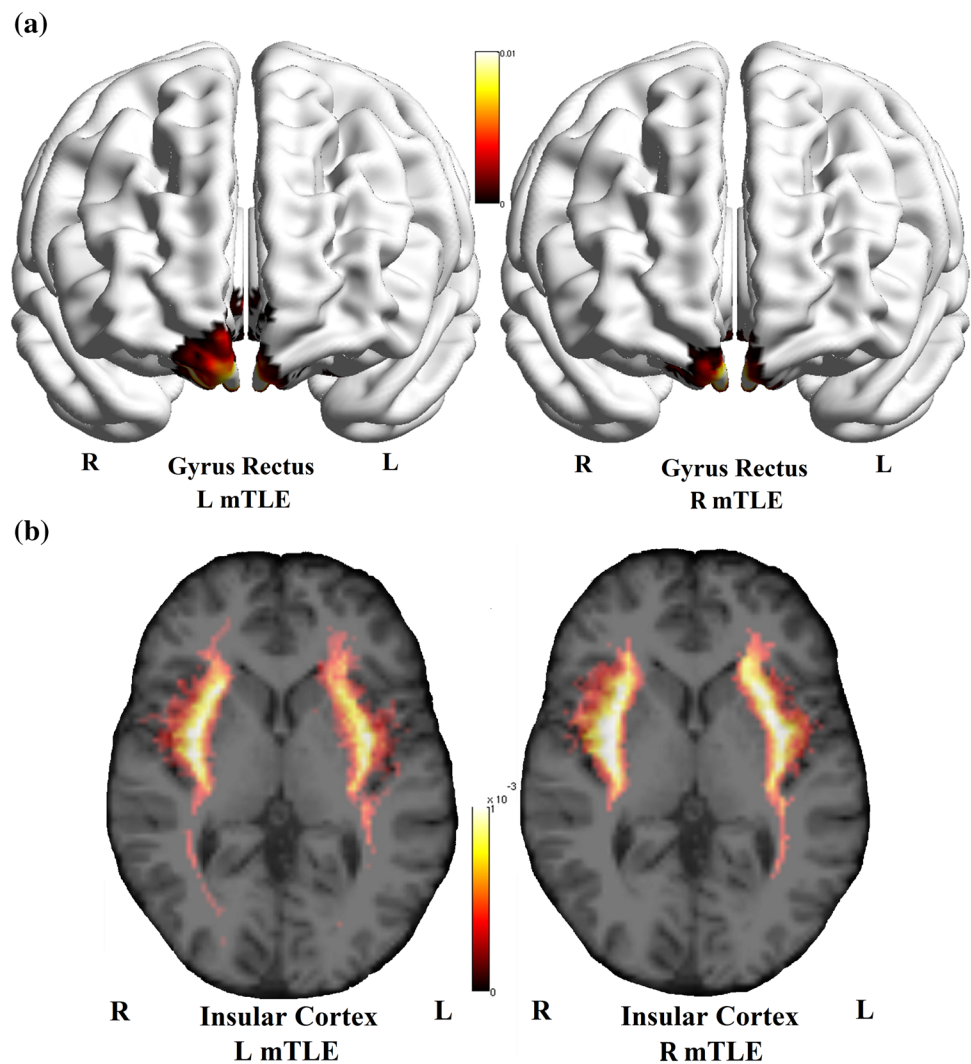 (a)
0.01
0
R
Gyrus Rectus
L
L mTLE
R
Gyrus Rectus
L
R mTLE
(b)
x 10 -3
1
0
R
Insular Cortex
L
L mTLE
R
Insular Cortex
L
R mTLE